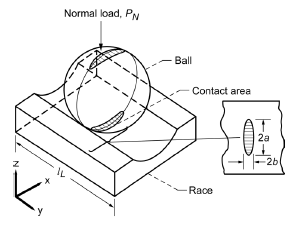 Normal load, P_N
Ball
Contact area
2a
2b
z
x
y
l_L
Race